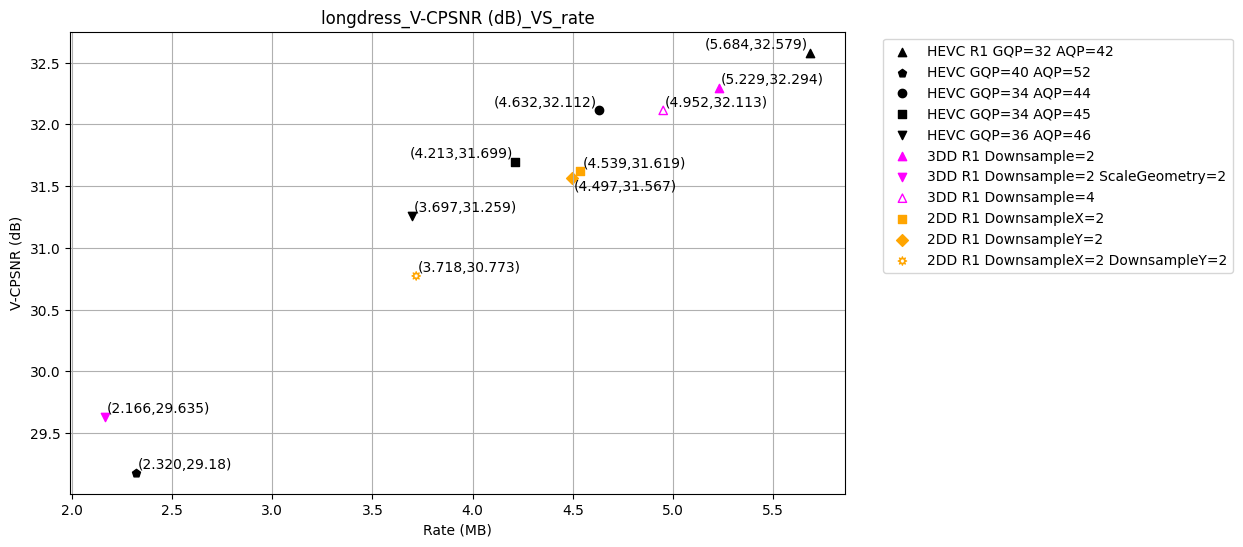 longdress_V-CPSNR (dB)_VS_rate
(5.684,32.579)
(5.229,32.294)
(4.632,32.112)
(4.952,32.113)
(4.213,31.699)
(4.539,31.619)
(4.497,31.567)
(3.697,31.259)
(3.718,30.773)
(2.166,29.635)
(2.320,29.18)
V-CPSNR (dB)
32.5
32.0
31.5
31.0
30.5
30.0
29.5
2.0
2.5
3.0
3.5
4.0
4.5
5.0
5.5
Rate (MB)
HEVC R1 GQP=32 AQP=42
HEVC GQP=40 AQP=52
HEVC GQP=34 AQP=44
HEVC GQP=34 AQP=45
HEVC GQP=36 AQP=46
3DD R1 Downsample=2
3DD R1 Downsample=2 ScaleGeometry=2
3DD R1 Downsample=4
2DD R1 DownsampleX=2
2DD R1 DownsampleY=2
2DD R1 DownsampleX=2 DownsampleY=2